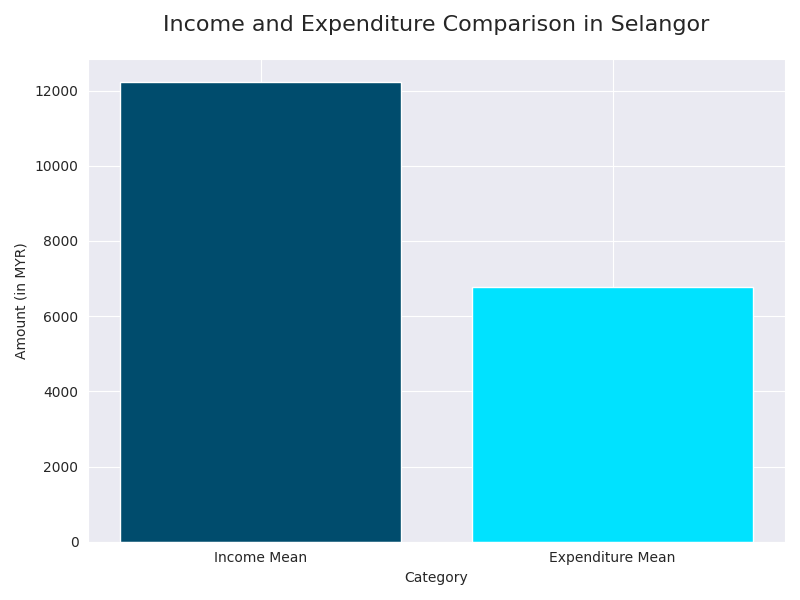 Income and Expenditure Comparison in Selangor
12000
10000
8000
6000
4000
2000
0
Amount (in MYR)
Income Mean
Expenditure Mean
Category